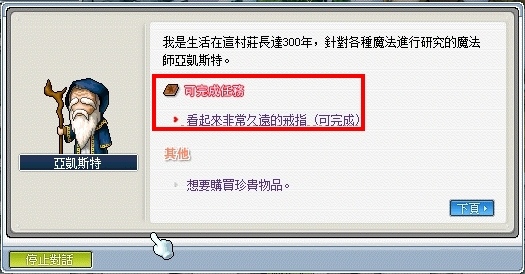 我是生活在這村莊長達300年，針對各種魔法進行研究的魔法
師亞凱斯特。
可完成任務
看起來非常久遠的戒指 (可完成)
亞凱斯特
其他
想要購買珍貴物品。
下頁
停止對話